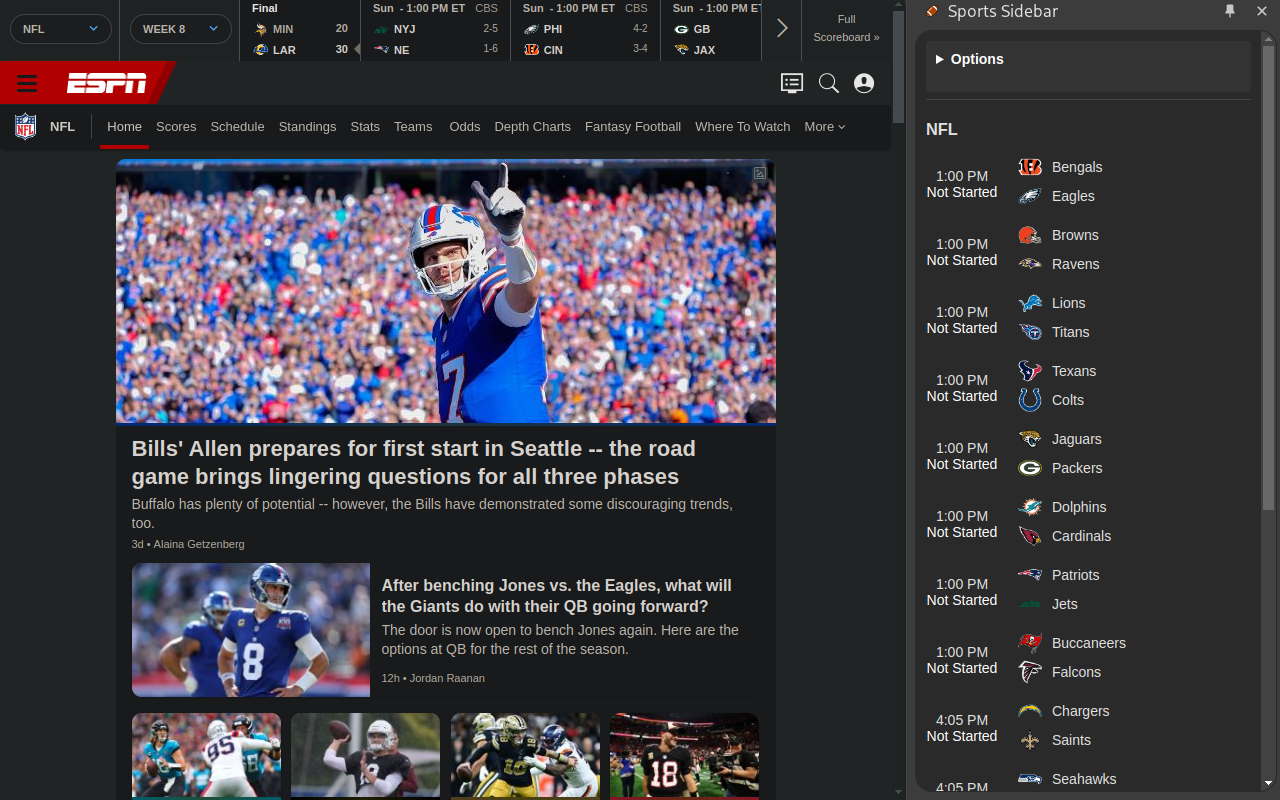 NFL
WEEK 8
Final
MIN 20
LAR 30
Sun - 1:00 PM ET CBS
NYJ 2-5
NE 1-6
Sun - 1:00 PM ET CBS
PHI 4-2
CIN 3-4
Sun - 1:00 PM ET
GB
JAX
Full
Scoreboard »
ESPN
NFL
NFL Home Scores Schedule Standings Stats Teams Odds Depth Charts Fantasy Football Where To Watch More
7
Bills' Allen prepares for first start in Seattle -- the road
game brings lingering questions for all three phases
Buffalo has plenty of potential -- however, the Bills have demonstrated some discouraging trends,
too.
3d • Alaina Getzenberg
8
After benching Jones vs. the Eagles, what will
the Giants do with their QB going forward?
The door is now open to bench Jones again. Here are the
options at QB for the rest of the season.
12h • Jordan Raanan
95
18
Sports Sidebar
Options
NFL
1:00 PM
Not Started
Bengals
Eagles
1:00 PM
Not Started
Browns
Ravens
1:00 PM
Not Started
Lions
Titans
1:00 PM
Not Started
Texans
Colts
1:00 PM
Not Started
Jaguars
Packers
1:00 PM
Not Started
Dolphins
Cardinals
1:00 PM
Not Started
Patriots
Jets
1:00 PM
Not Started
Buccaneers
Falcons
4:05 PM
Not Started
Chargers
Saints
4:05 PM
Seahawks